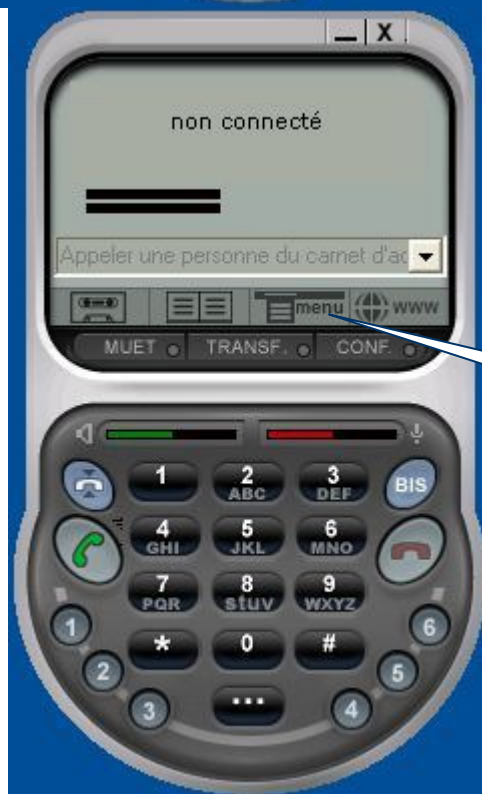 X
non connecté
Appeler une personne du carnet d'ac
menu
www
MUET
TRANSF.
CONF.
1
2 ABC
3 DEF
BIS
4 GHI
5 JKL
6 MNO
7 PQR
8 stuv
9 WXYZ
* 0 #
...
1
2
3
4
5
6